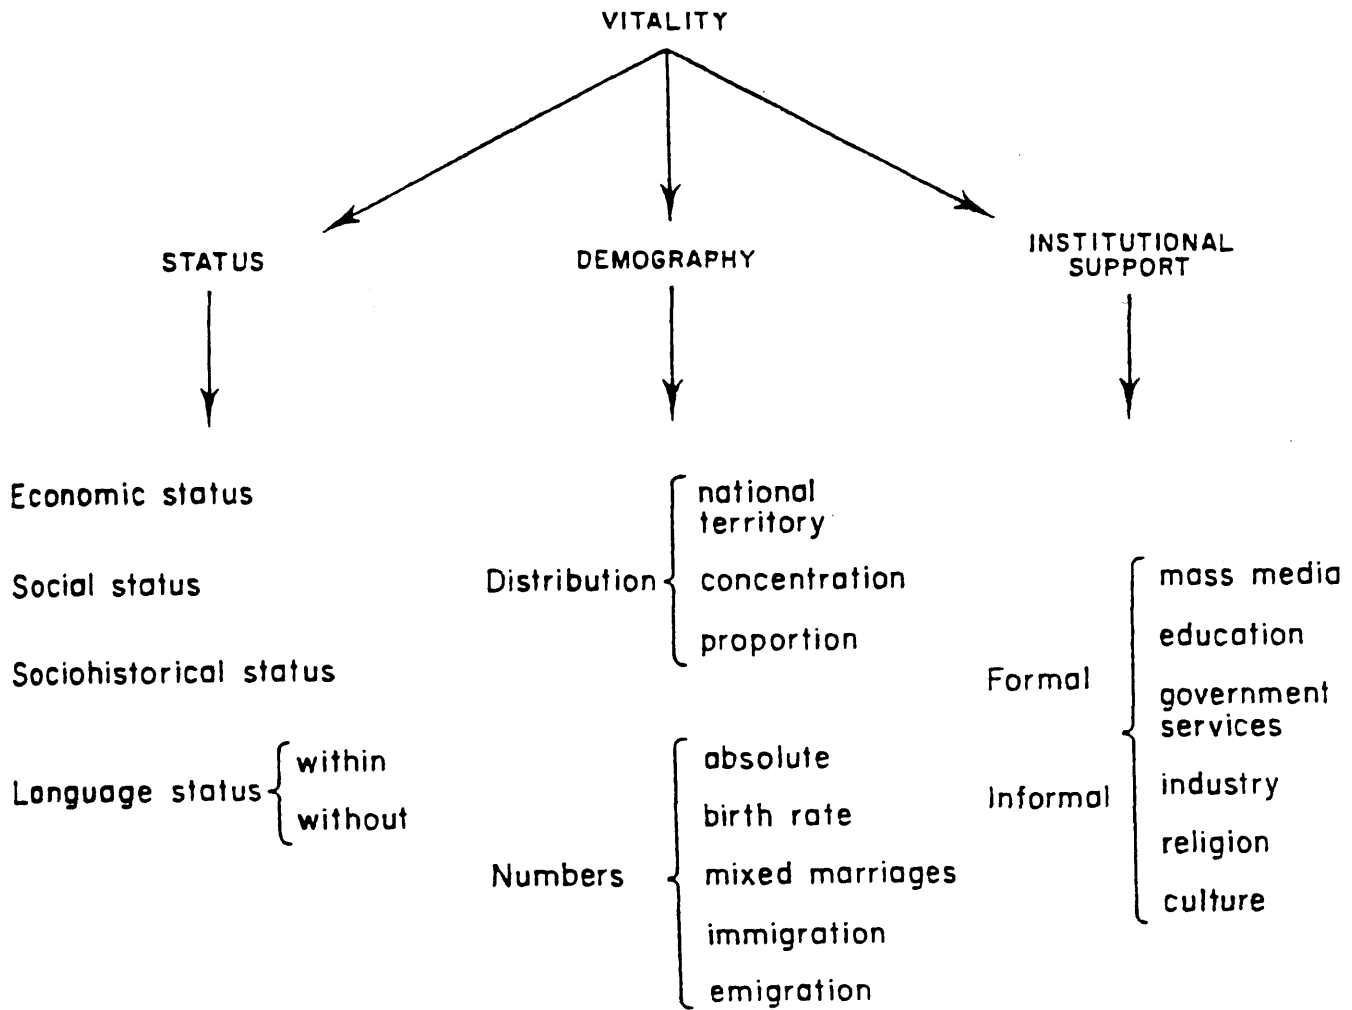 VITALITY
STATUS
DEMOGRAPHY
INSTITUTIONAL
SUPPORT
Economic status
Social status
Sociohistorical status
Language status
within
without
Distribution
national
territory
concentration
proportion
Numbers
absolute
birth rate
mixed marriages
immigration
emigration
Formal
Informal
mass media
education
government
services
industry
religion
culture